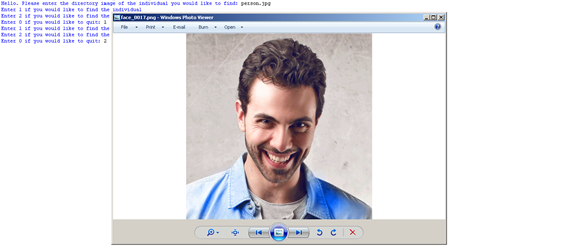 Hello. Please enter the directory image of the individual you would like to find: person.jpg
Enter 1 if you would like to find the individual
Enter 2 if you would like to find the
Enter 0 if you would like to quit: 1
Enter 1 if you would like to find the
Enter 2 if you would like to find the
Enter 0 if you would like to quit: 2
face_0017.png - Windows Photo Viewer
File Print E-mail Burn Open